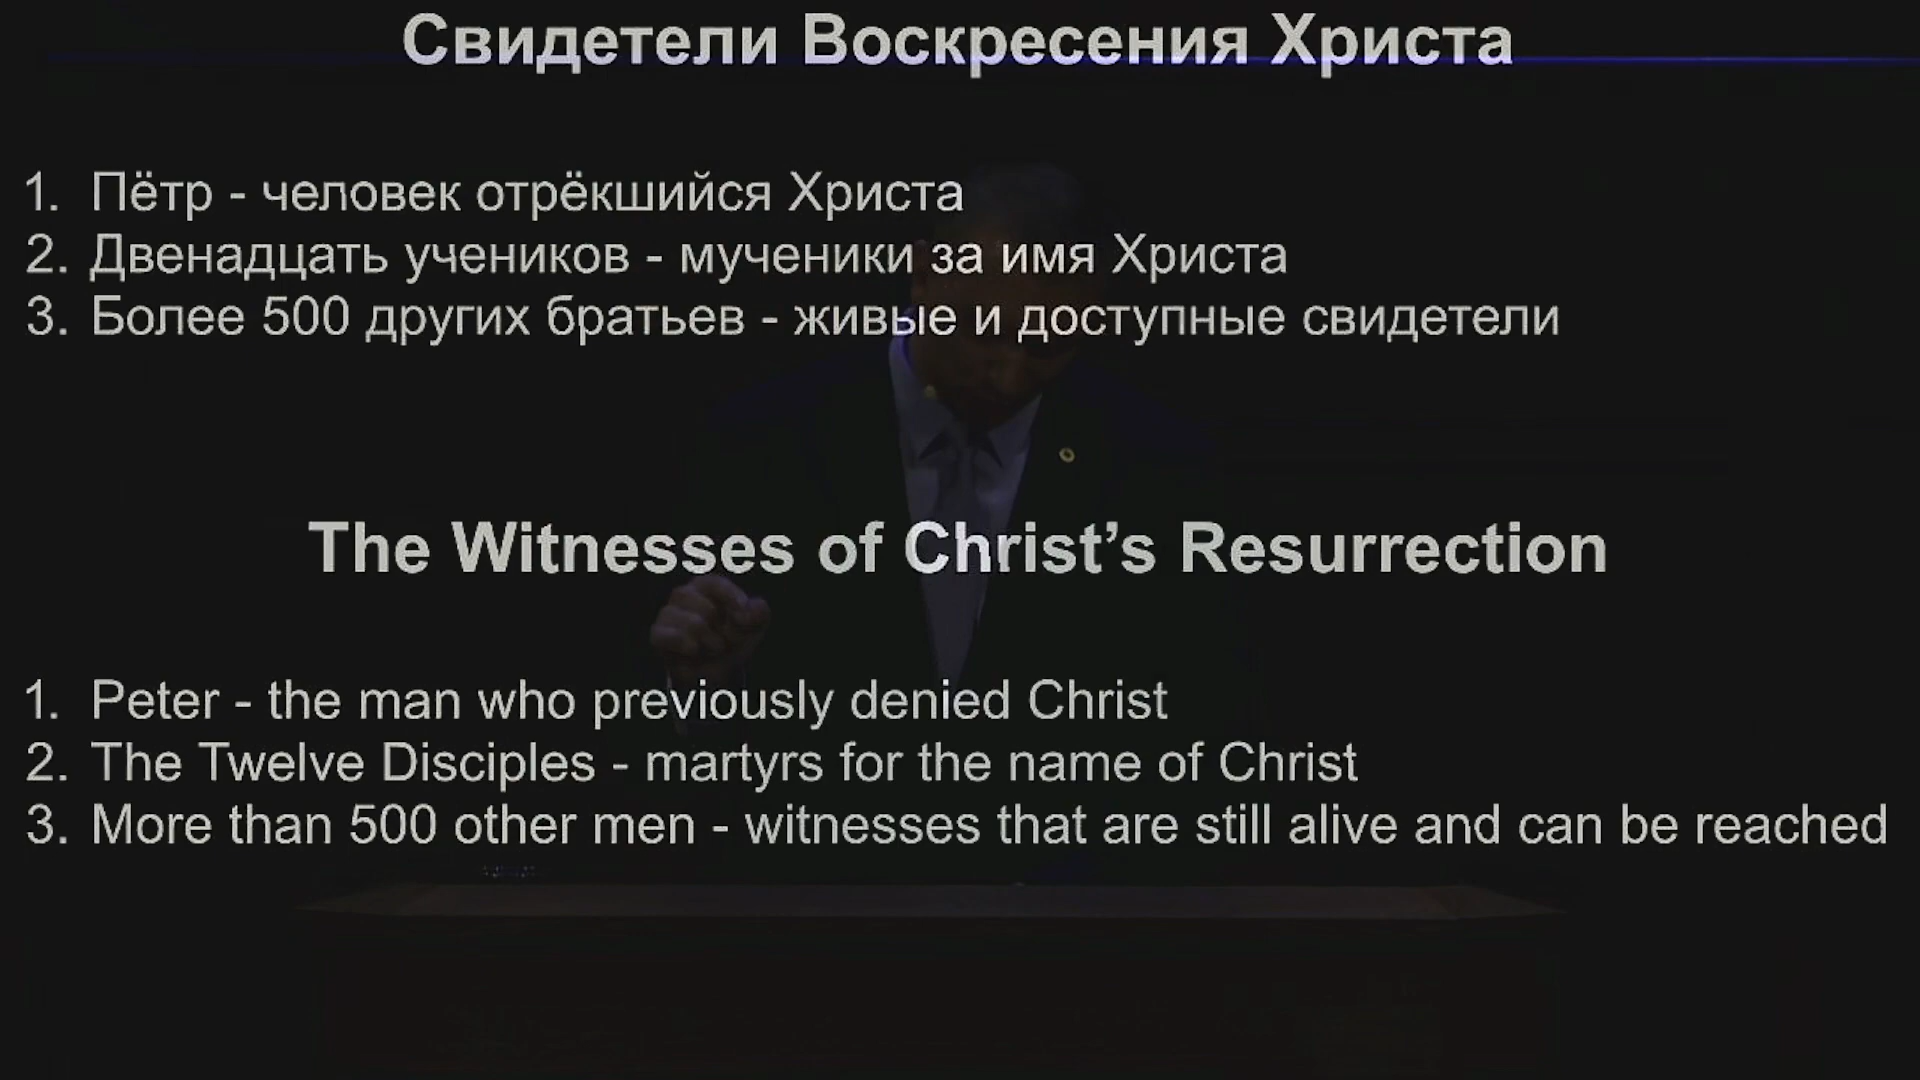 Свидетели Воскресения Христа
1. Пётр - человек отрёкшийся Христа
2. Двенадцать учеников - мученики за имя Христа
3. Более 500 других братьев - живые и доступные свидетели
The Witnesses of Christ’s Resurrection
1. Peter - the man who previously denied Christ
2. The Twelve Disciples - martyrs for the name of Christ
3. More than 500 other men - witnesses that are still alive and can be reached